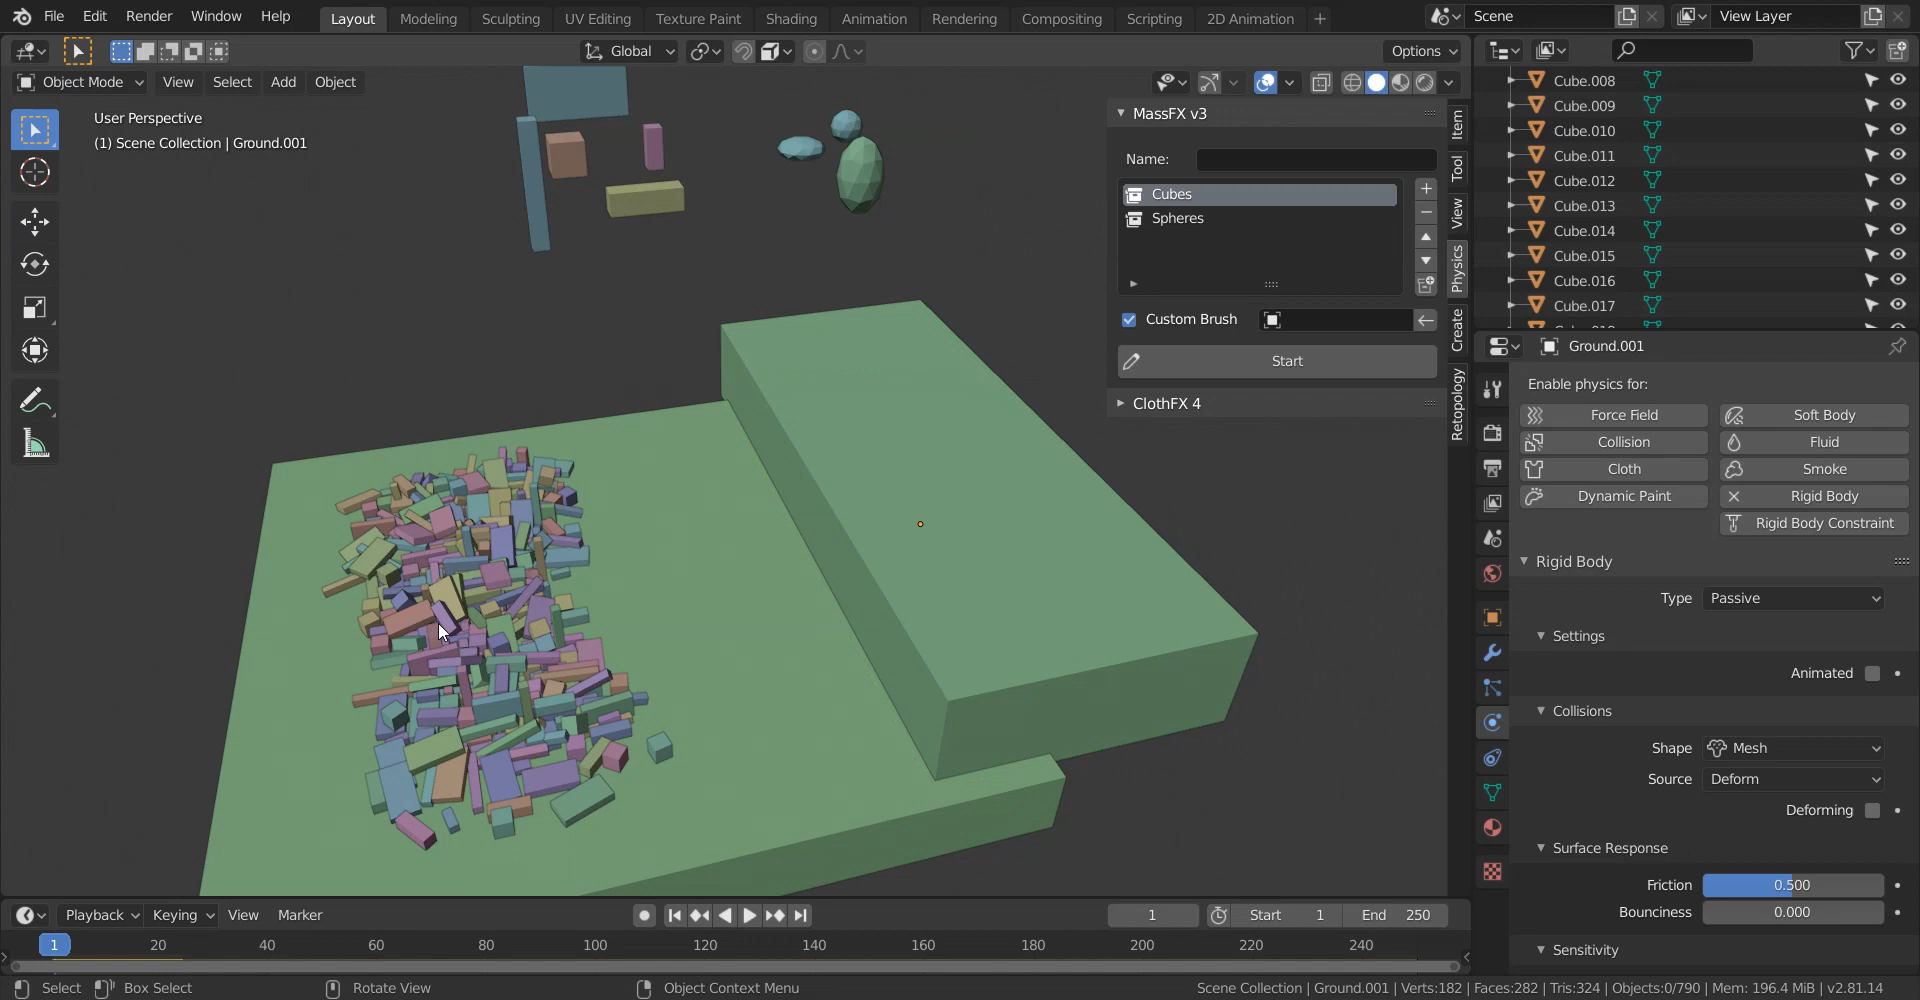 File Edit Render Window Help
Layout Modeling Sculpting UV Editing Texture Paint Shading Animation Rendering Compositing Scripting 2D Animation +
Scene
View Layer
Global
Options
Object Mode View Select Add Object
User Perspective
(1) Scene Collection | Ground.001
MassFX v3
Name:
Cubes
Spheres
Custom Brush
Start
ClothFX 4
Item
Tool
View
Physics
Create
Retopology
Cube.008
Cube.009
Cube.010
Cube.011
Cube.012
Cube.013
Cube.014
Cube.015
Cube.016
Cube.017
Ground.001
Enable physics for:
Force Field Soft Body
Collision Fluid
Cloth Smoke
Dynamic Paint Rigid Body
Rigid Body Constraint
Rigid Body
Type Passive
Settings
Animated
Collisions
Shape Mesh
Source Deform
Deforming
Surface Response
Friction 0.500
Bounciness 0.000
Sensitivity
Playback Keying View Marker
1
Start 1 End 250
1 20 40 60 80 100 120 140 160 180 200 220 240
Select Box Select Rotate View Object Context Menu
Scene Collection | Ground.001 | Verts:182 | Faces:282 | Tris:324 | Objects:0/790 | Mem: 196.4 MiB | v2.81.14